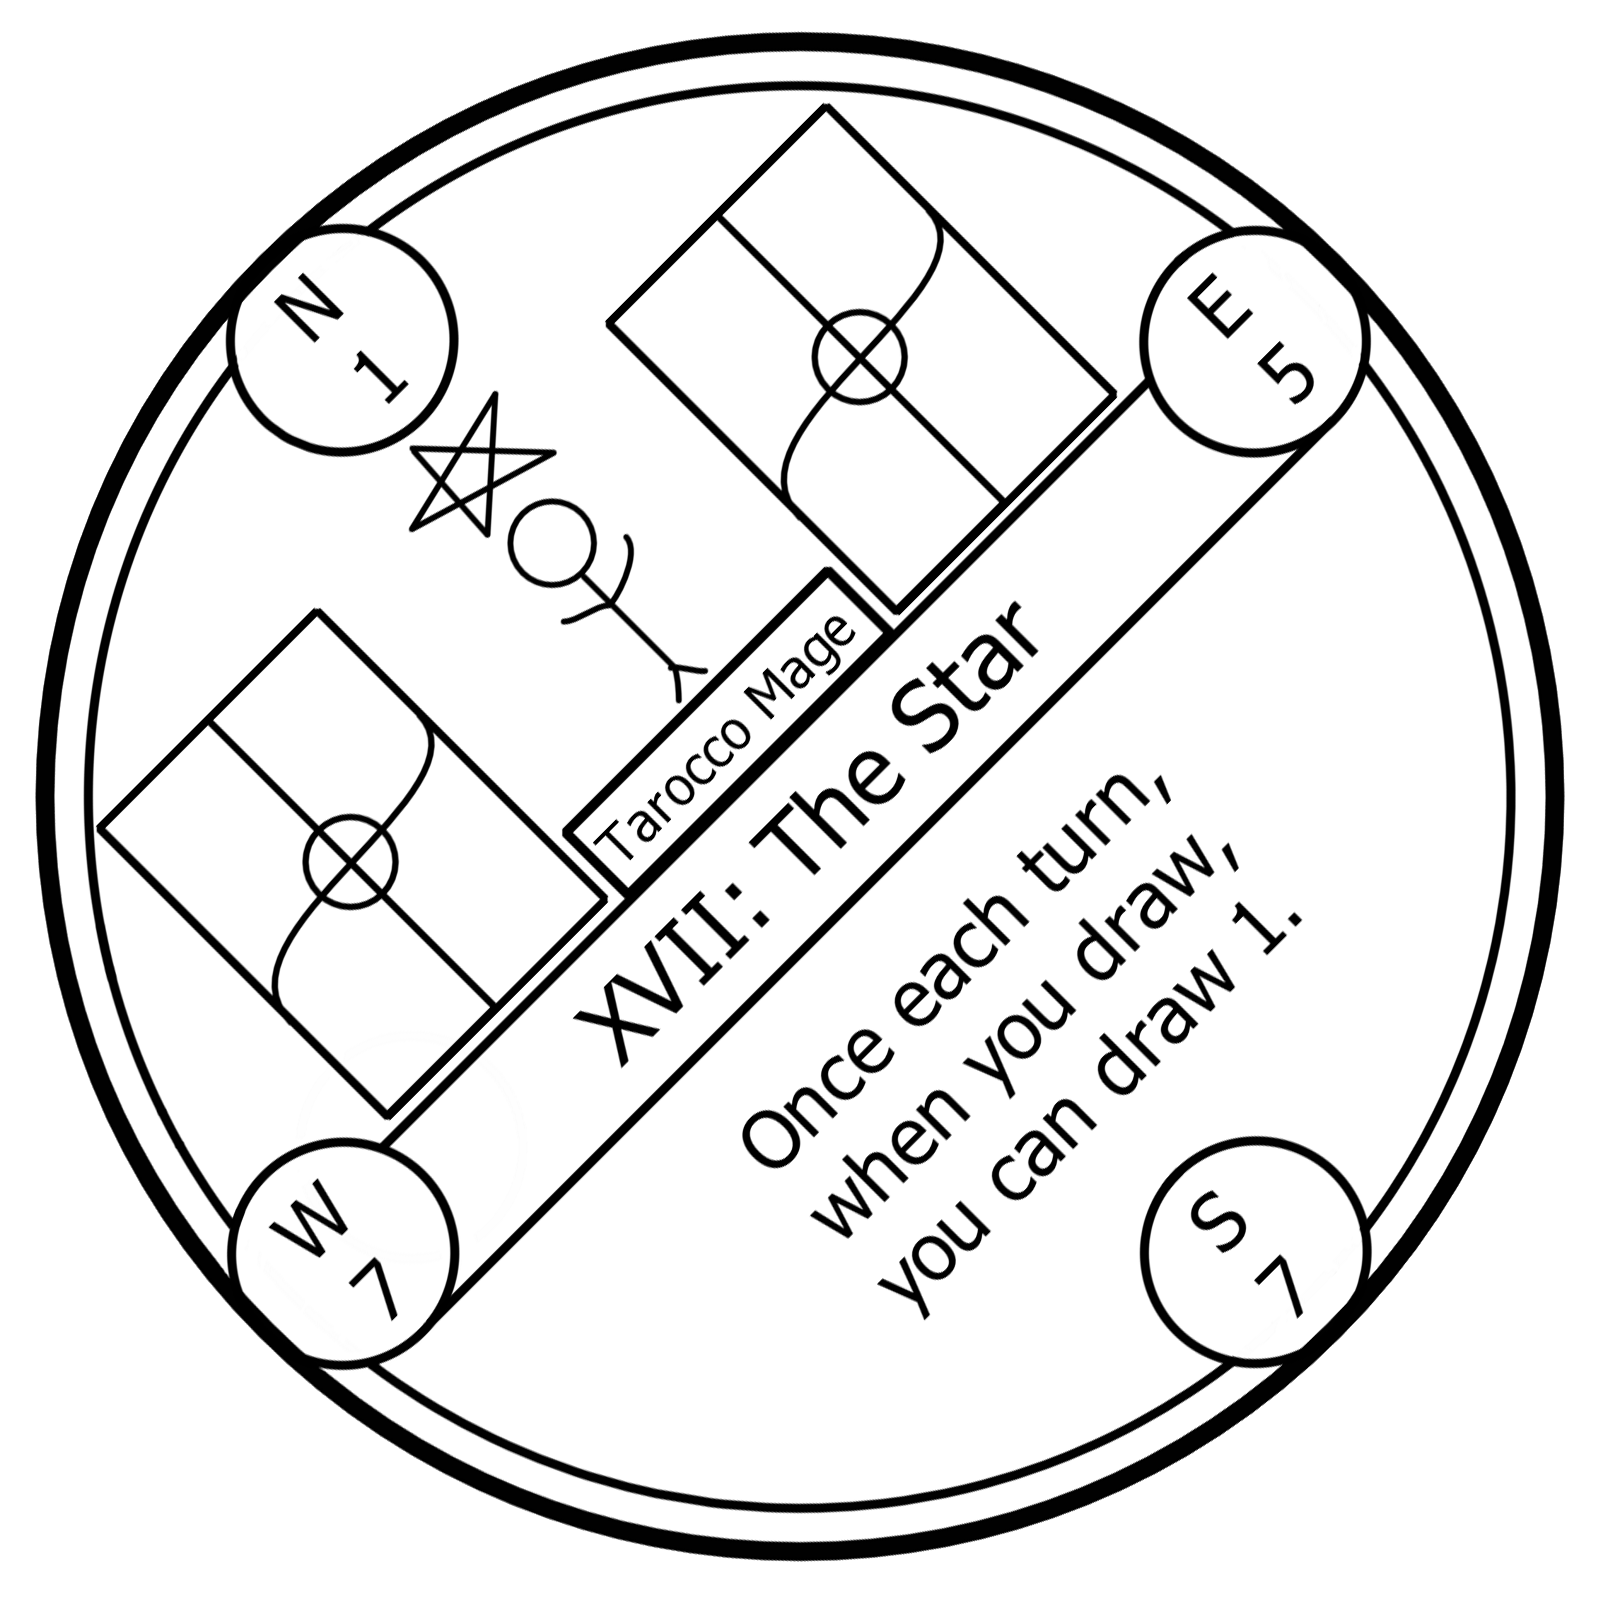 N
1
E
5
Tarocco Mage
XVII: The Star
Once each turn,
when you draw,
you can draw 1.
W
7
S
7